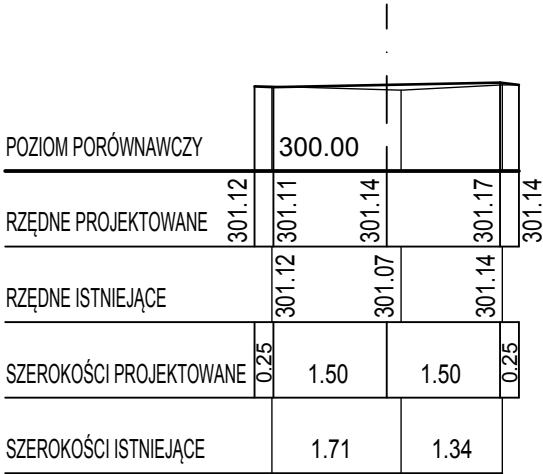 POZIOM PORÓWNAWCZY 300.00
RZĘDNE PROJEKTOWANE 301.12 301.11 301.14 301.17 301.14
RZĘDNE ISTNIEJĄCE 301.12 301.07 301.14
SZEROKOŚCI PROJEKTOWANE 0.25 1.50 1.50 0.25
SZEROKOŚCI ISTNIEJĄCE 1.71 1.34